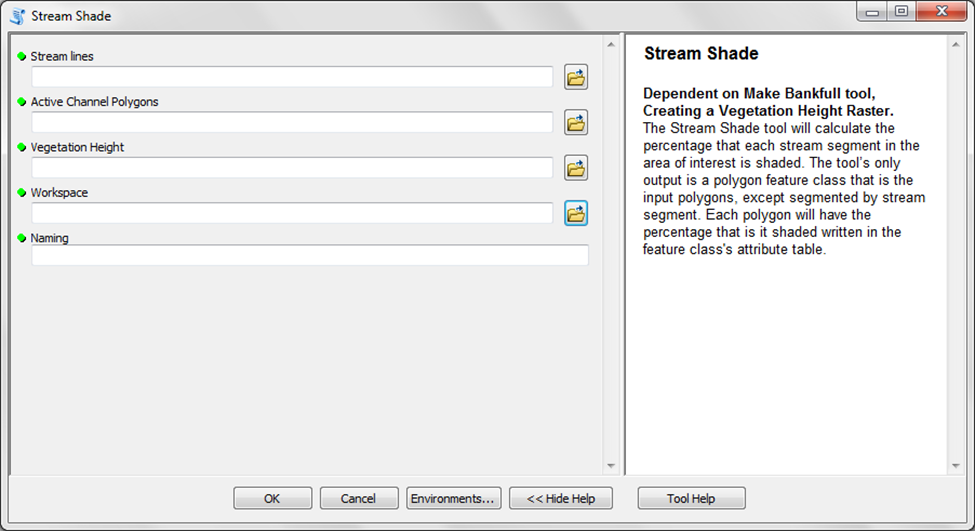 Stream Shade
Stream lines
Active Channel Polygons
Vegetation Height
Workspace
Naming
Stream Shade
Dependent on Make Bankfull tool,
Creating a Vegetation Height Raster.
The Stream Shade tool will calculate the
percentage that each stream segment in the
area of interest is shaded. The tool's only
output is a polygon feature class that is the
input polygons, except segmented by stream
segment. Each polygon will have the
percentage that is it shaded written in the
feature class's attribute table.
OK
Cancel
Environments...
<< Hide Help
Tool Help